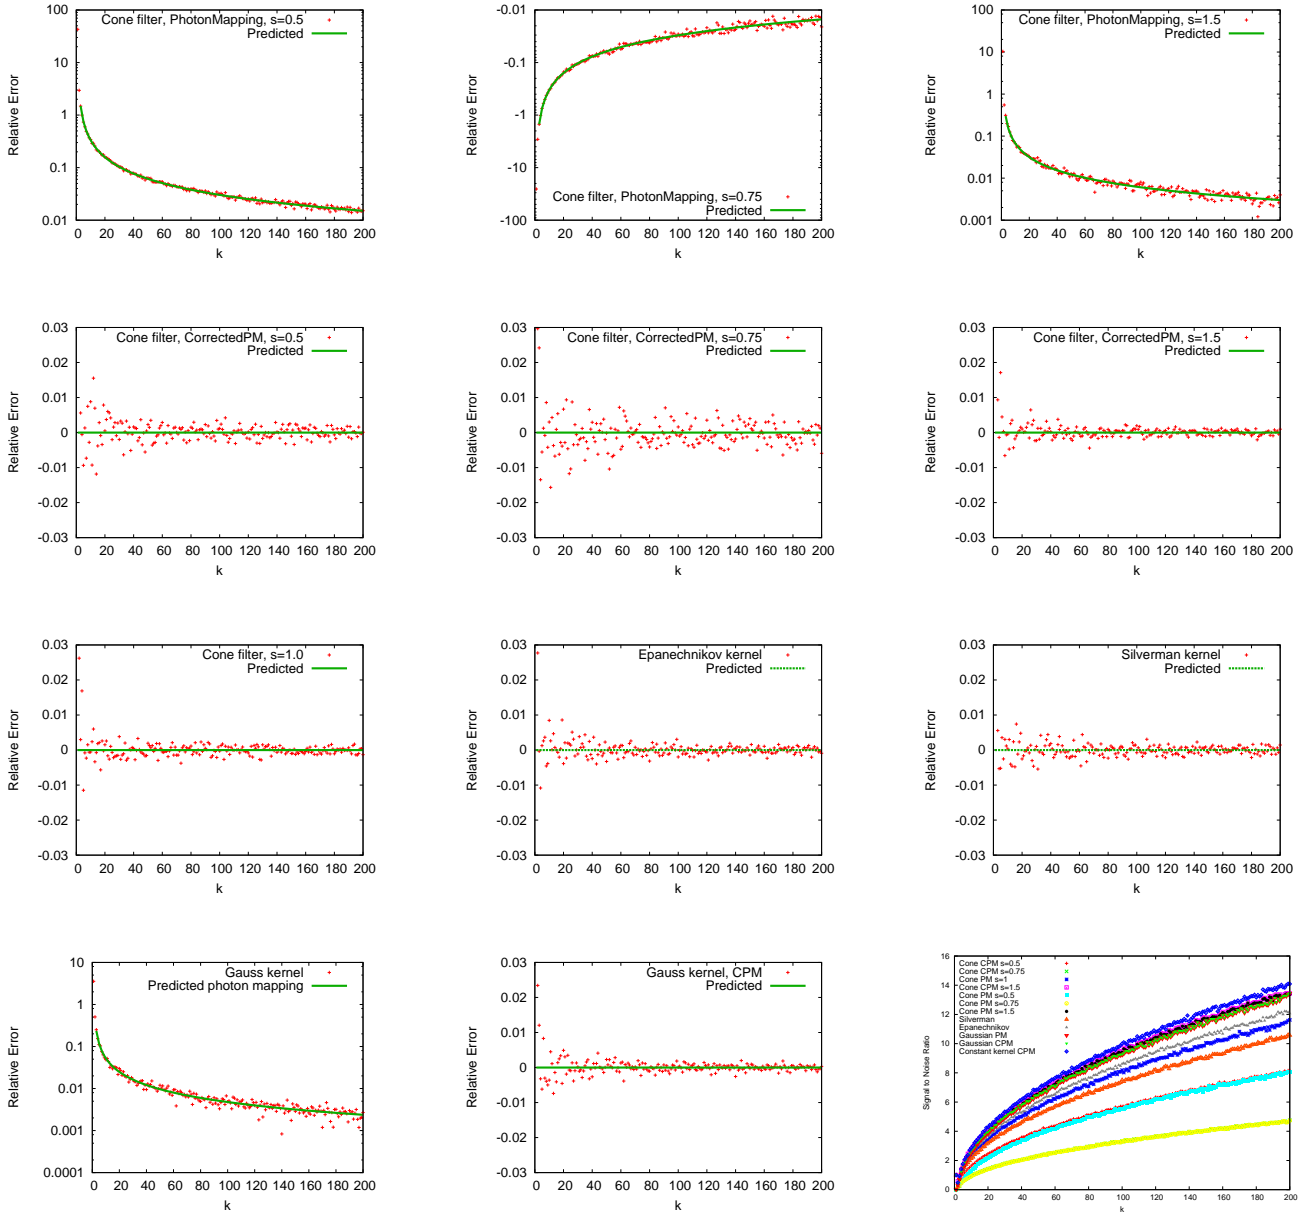 Cone filter, PhotonMapping, s=0.5
Predicted
Relative Error
100
10
1
0.1
0.01
0 20 40 60 80 100 120 140 160 180 200
k
Cone filter, PhotonMapping, s=0.75
Predicted
Relative Error
-0.01
-0.1
-1
-10
-100
0 20 40 60 80 100 120 140 160 180 200
k
Cone filter, PhotonMapping, s=1.5
Predicted
Relative Error
100
10
1
0.1
0.01
0.001
0 20 40 60 80 100 120 140 160 180 200
k
Cone filter, CorrectedPM, s=0.5
Predicted
Relative Error
0.03
0.02
0.01
0
-0.01
-0.02
-0.03
0 20 40 60 80 100 120 140 160 180 200
k
Cone filter, CorrectedPM, s=0.75
Predicted
Relative Error
0.03
0.02
0.01
0
-0.01
-0.02
-0.03
0 20 40 60 80 100 120 140 160 180 200
k
Cone filter, CorrectedPM, s=1.5
Predicted
Relative Error
0.03
0.02
0.01
0
-0.01
-0.02
-0.03
0 20 40 60 80 100 120 140 160 180 200
k
Cone filter, s=1.0
Predicted
Relative Error
0.03
0.02
0.01
0
-0.01
-0.02
-0.03
0 20 40 60 80 100 120 140 160 180 200
k
Epanechnikov kernel
Predicted
Relative Error
0.03
0.02
0.01
0
-0.01
-0.02
-0.03
0 20 40 60 80 100 120 140 160 180 200
k
Silverman kernel
Predicted
Relative Error
0.03
0.02
0.01
0
-0.01
-0.02
-0.03
0 20 40 60 80 100 120 140 160 180 200
k
Gauss kernel
Predicted photon mapping
Relative Error
10
1
0.1
0.01
0.001
0.0001
0 20 40 60 80 100 120 140 160 180 200
k
Gauss kernel, CPM
Predicted
Relative Error
0.03
0.02
0.01
0
-0.01
-0.02
-0.03
0 20 40 60 80 100 120 140 160 180 200
k
Cone CPM s=0.5
Cone CPM s=0.75
Cone PM s=1
Cone CPM s=1.5
Cone PM s=0.5
Cone PM s=0.75
Cone PM s=1.5
Silverman
Epanechnikov
Gaussian PM
Gaussian CPM
Constant kernel CPM
Signal to Noise Ratio
16
14
12
10
8
6
4
2
0
0 20 40 60 80 100 120 140 160 180 200
k